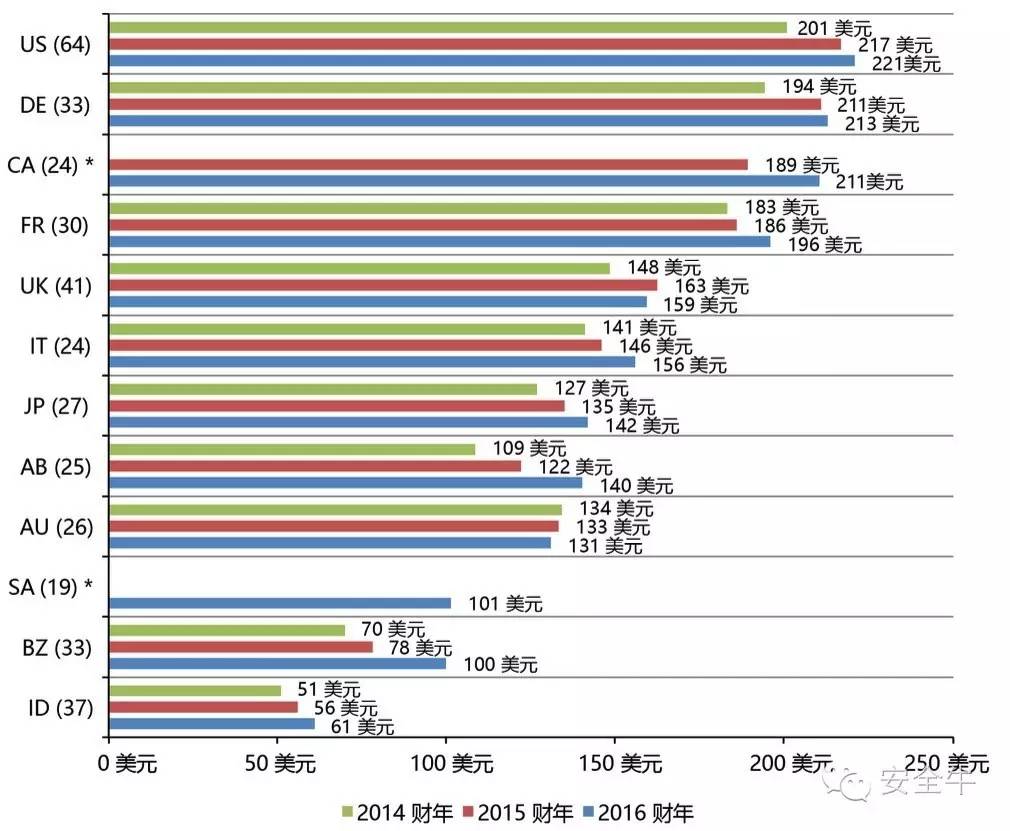 US (64)
201 美元
217 美元
221美元
DE (33)
194 美元
211美元
213 美元
CA (24) *
189 美元
211美元
FR (30)
183 美元
186 美元
196 美元
UK (41)
148 美元
163 美元
159 美元
IT (24)
141 美元
146 美元
156 美元
JP (27)
127 美元
135 美元
142 美元
AB (25)
109 美元
122 美元
140 美元
AU (26)
134 美元
133 美元
131 美元
SA (19) *
101 美元
BZ (33)
70 美元
78 美元
100 美元
ID (37)
51 美元
56 美元
61 美元
0 美元 50 美元 100 美元 150 美元 200 美元 250 美元
安全牛
2014 财年 2015 财年 2016 财年